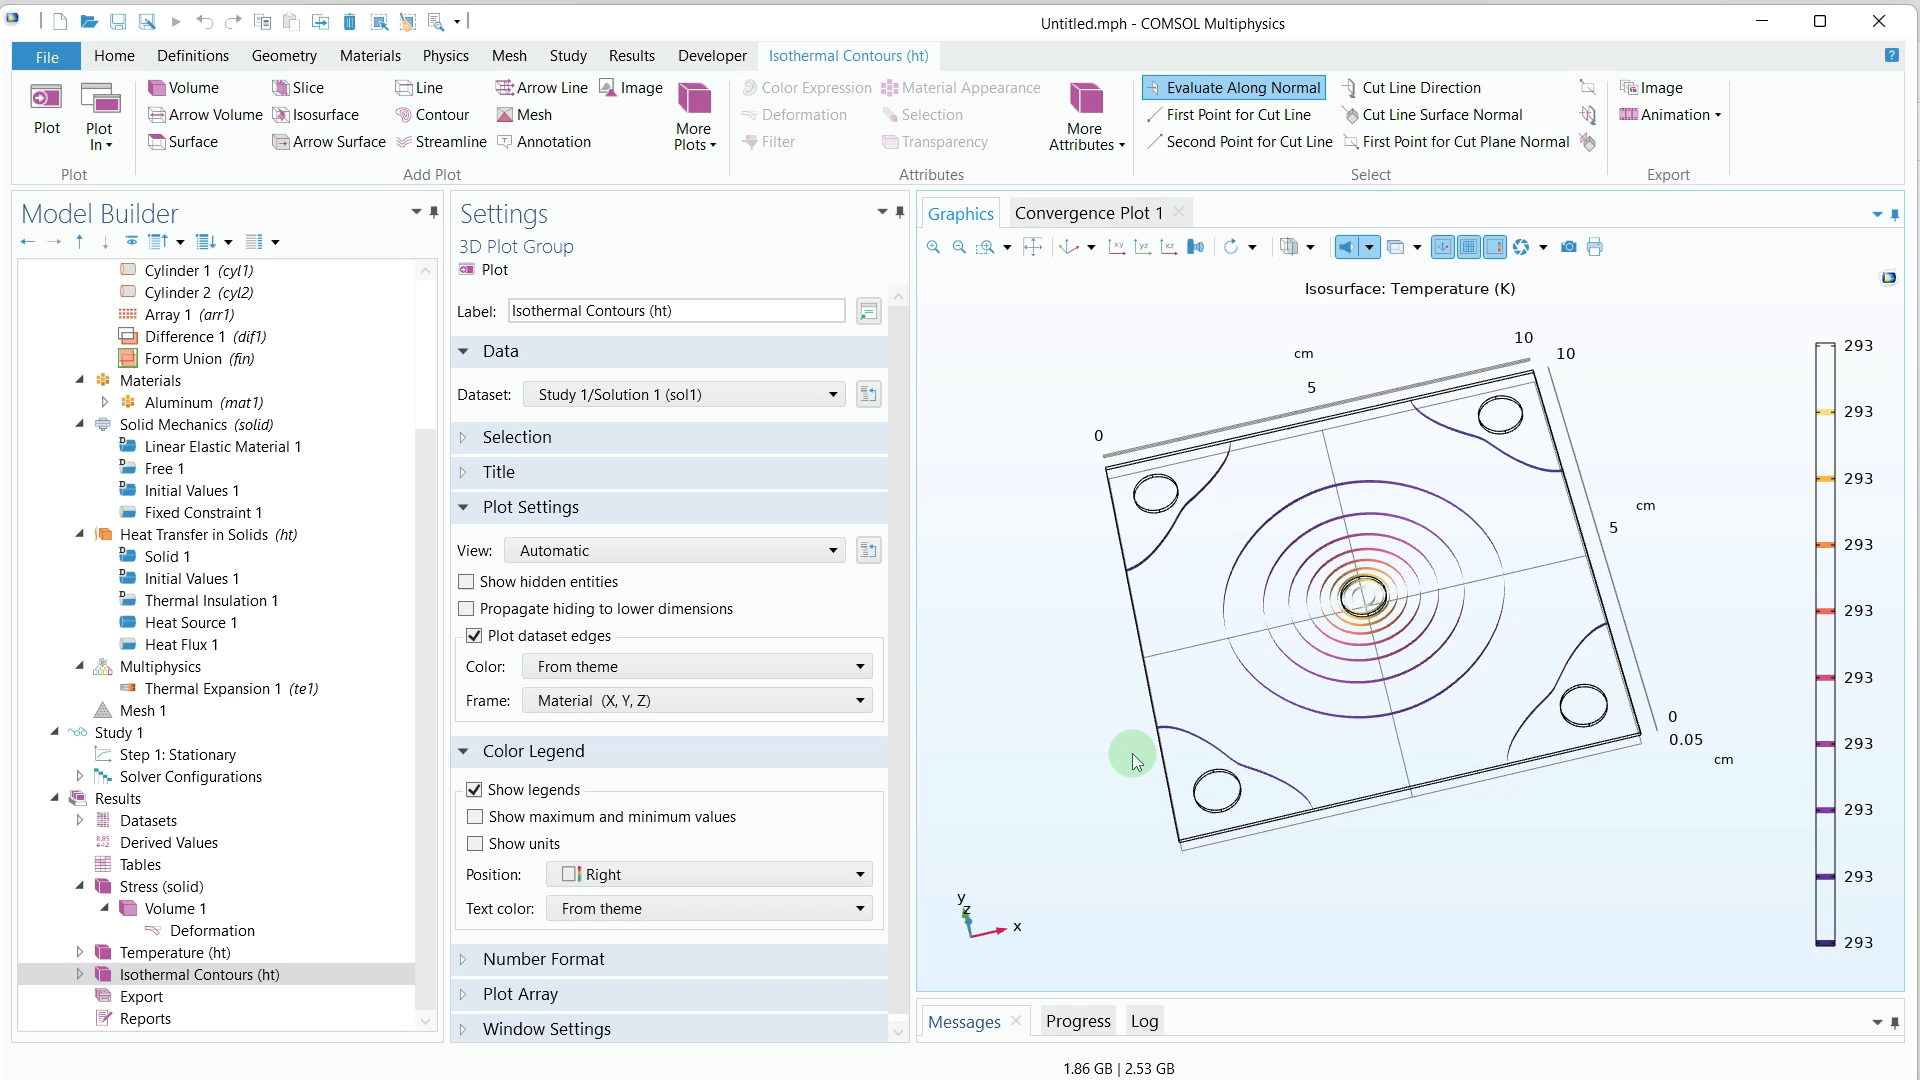 Untitled.mph - COMSOL Multiphysics
File Home Definitions Geometry Materials Physics Mesh Study Results Developer Isothermal Contours (ht)
Plot
Plot In
Plot
Volume Slice Line Arrow Line Image
Arrow Volume Isosurface Contour Mesh
Surface Arrow Surface Streamline Annotation
More Plots
Add Plot
Color Expression Material Appearance
Deformation Selection
Filter Transparency
More Attributes
Attributes
Evaluate Along Normal Cut Line Direction
First Point for Cut Line Cut Line Surface Normal
Second Point for Cut Line First Point for Cut Plane Normal
Select
Image
Animation
Export
Model Builder
Cylinder 1 (cyl1)
Cylinder 2 (cyl2)
Array 1 (arr1)
Difference 1 (dif1)
Form Union (fin)
Materials
Aluminum (mat1)
Solid Mechanics (solid)
Linear Elastic Material 1
Free 1
Initial Values 1
Fixed Constraint 1
Heat Transfer in Solids (ht)
Solid 1
Initial Values 1
Thermal Insulation 1
Heat Source 1
Heat Flux 1
Multiphysics
Thermal Expansion 1 (te1)
Mesh 1
Study 1
Step 1: Stationary
Solver Configurations
Results
Datasets
Derived Values
Tables
Stress (solid)
Volume 1
Deformation
Temperature (ht)
Isothermal Contours (ht)
Export
Reports
Settings
3D Plot Group
Plot
Label: Isothermal Contours (ht)
Data
Dataset: Study 1/Solution 1 (sol1)
Selection
Title
Plot Settings
View: Automatic
Show hidden entities
Propagate hiding to lower dimensions
Plot dataset edges
Color: From theme
Frame: Material (X, Y, Z)
Color Legend
Show legends
Show maximum and minimum values
Show units
Position: Right
Text color: From theme
Number Format
Plot Array
Window Settings
Graphics Convergence Plot 1
Isosurface: Temperature (K)
10
cm
10
5
0
cm
5
0
0.05
cm
293
293
293
293
293
293
293
293
293
293
y
z
x
Messages Progress Log
1.86 GB | 2.53 GB